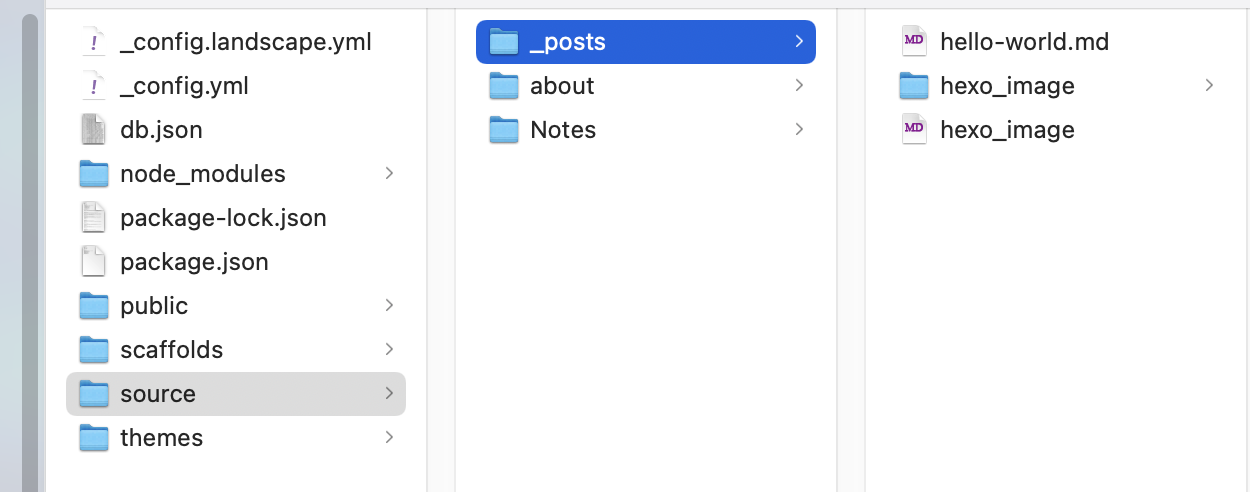 _config.landscape.yml
_config.yml
db.json
node_modules
package-lock.json
package.json
public
scaffolds
source
themes
_posts
about
Notes
MD hello-world.md
hexo_image
MD hexo_image